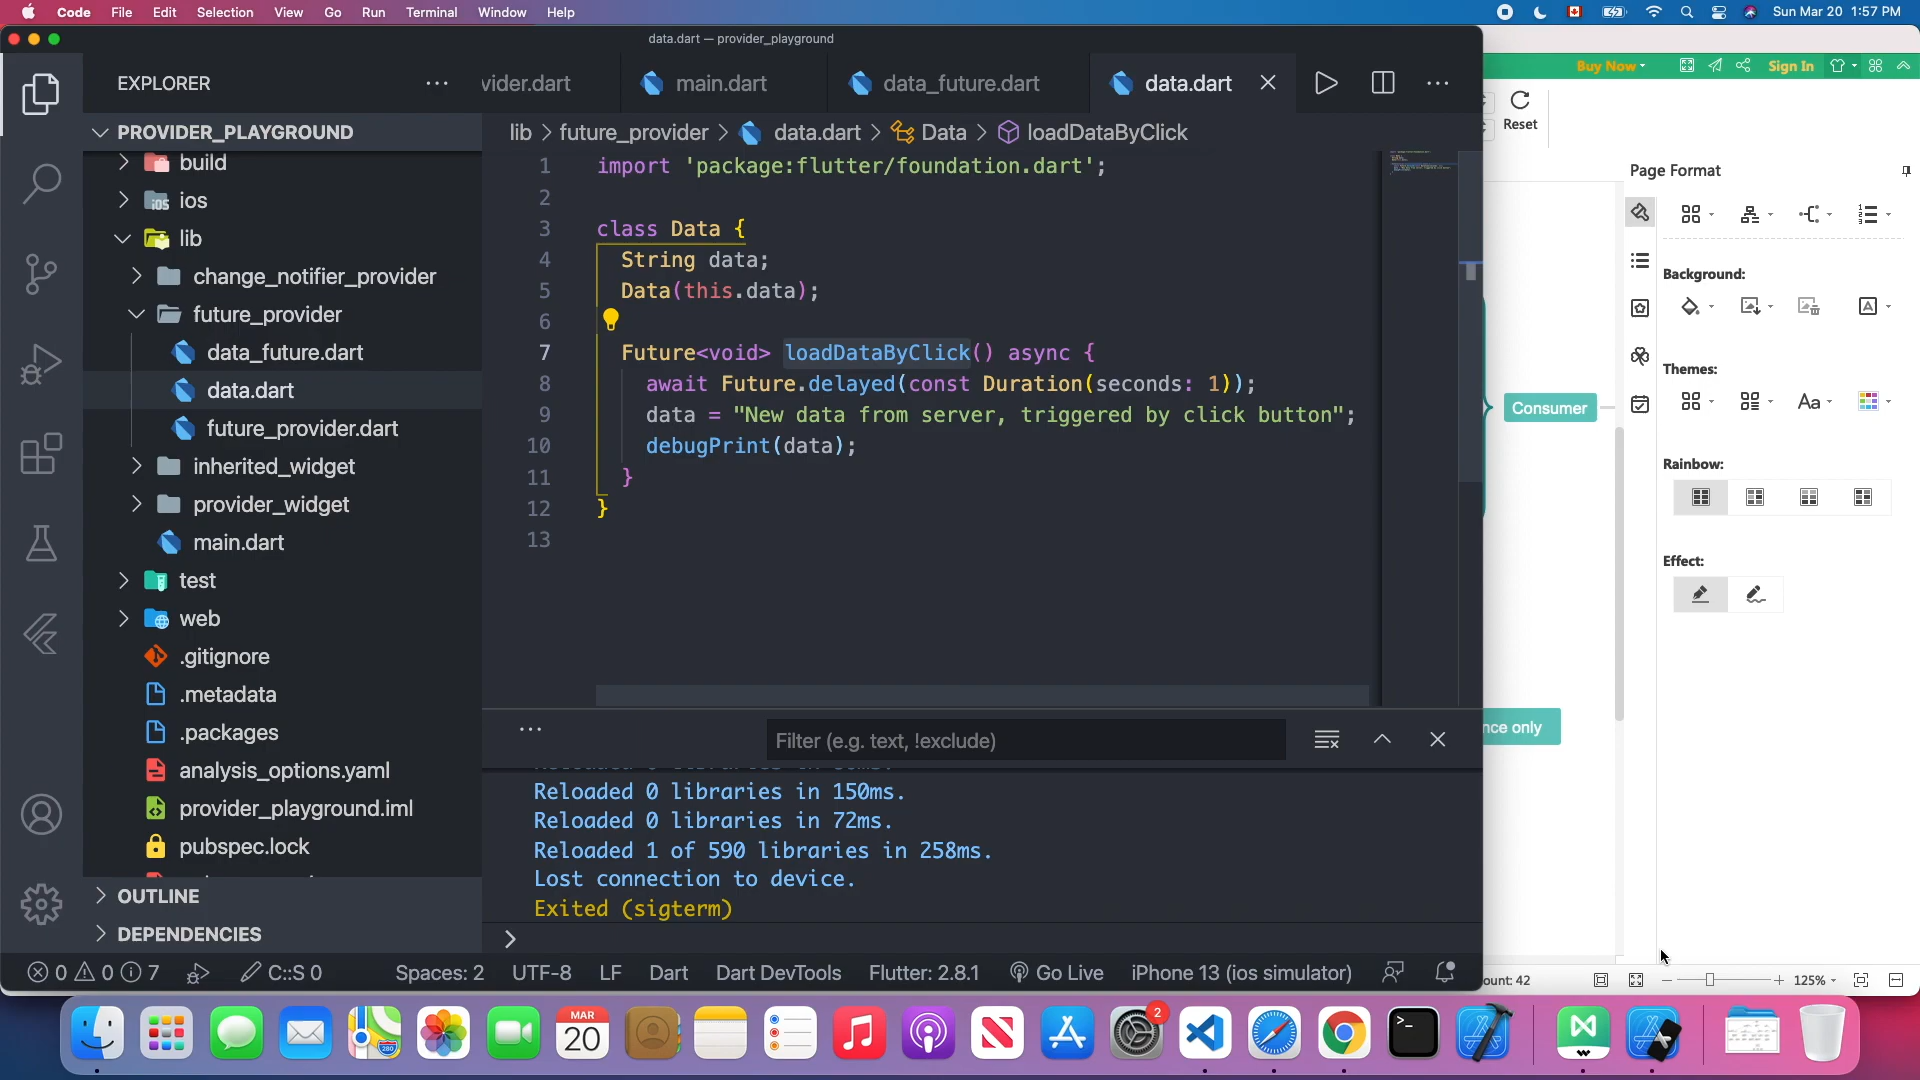 Code File Edit Selection View Go Run Terminal Window Help
Sun Mar 20 1:57 PM
data.dart — provider_playground
EXPLORER
vider.dart
main.dart
data_future.dart
data.dart
PROVIDER_PLAYGROUND
lib > future_provider > data.dart > Data > loadDataByClick
build
ios
lib
change_notifier_provider
future_provider
data_future.dart
data.dart
future_provider.dart
inherited_widget
provider_widget
main.dart
test
web
.gitignore
.metadata
.packages
analysis_options.yaml
provider_playground.iml
pubspec.lock
OUTLINE
DEPENDENCIES
1 import 'package:flutter/foundation.dart';
2
3 class Data {
4 String data;
5 Data(this.data);
6
7 Future<void> loadDataByClick() async {
8 await Future.delayed(const Duration(seconds: 1));
9 data = "New data from server, triggered by click button";
10 debugPrint(data);
11 }
12 }
13
Filter (e.g. text, !exclude)
Reloaded 0 libraries in 150ms.
Reloaded 0 libraries in 72ms.
Reloaded 1 of 590 libraries in 258ms.
Lost connection to device.
Exited (sigterm)
0 0 7 C::S 0 Spaces: 2 UTF-8 LF Dart Dart DevTools Flutter: 2.8.1 Go Live iPhone 13 (ios simulator)
Buy Now
Sign In
Reset
Page Format
Background:
Themes:
Aa
Rainbow:
Effect:
Consumer
nce only
ount: 42
125%
MAR
20
280
2